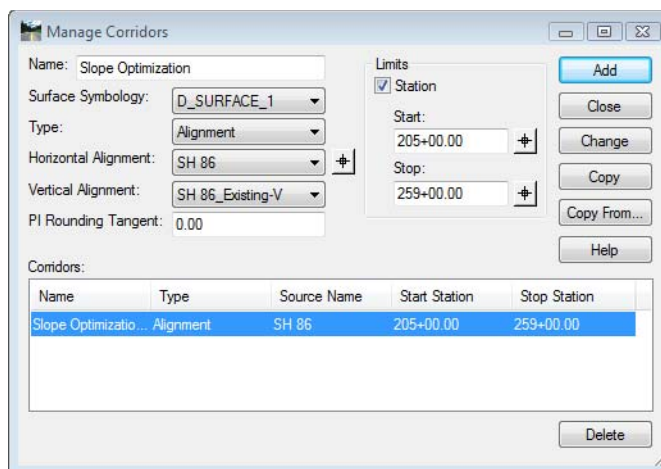 Manage Corridors
Name: Slope Optimization
Surface Symbology: D_SURFACE_1
Type: Alignment
Horizontal Alignment: SH 86
Vertical Alignment: SH 86_Existing-V
PI Rounding Tangent: 0.00
Limits
Station
Start:
205+00.00
Stop:
259+00.00
Add
Close
Change
Copy
Copy From...
Help
Corridors:
Name Type Source Name Start Station Stop Station
Slope Optimizatio... Alignment SH 86 205+00.00 259+00.00
Delete